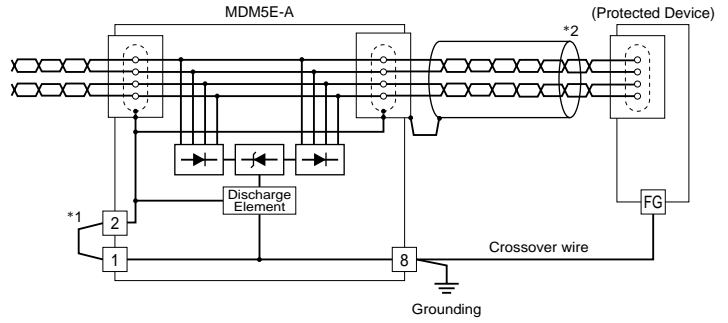 MDM5E-A
(Protected Device)
*2
Discharge
Element
*1
2
1
8
FG
Crossover wire
Grounding